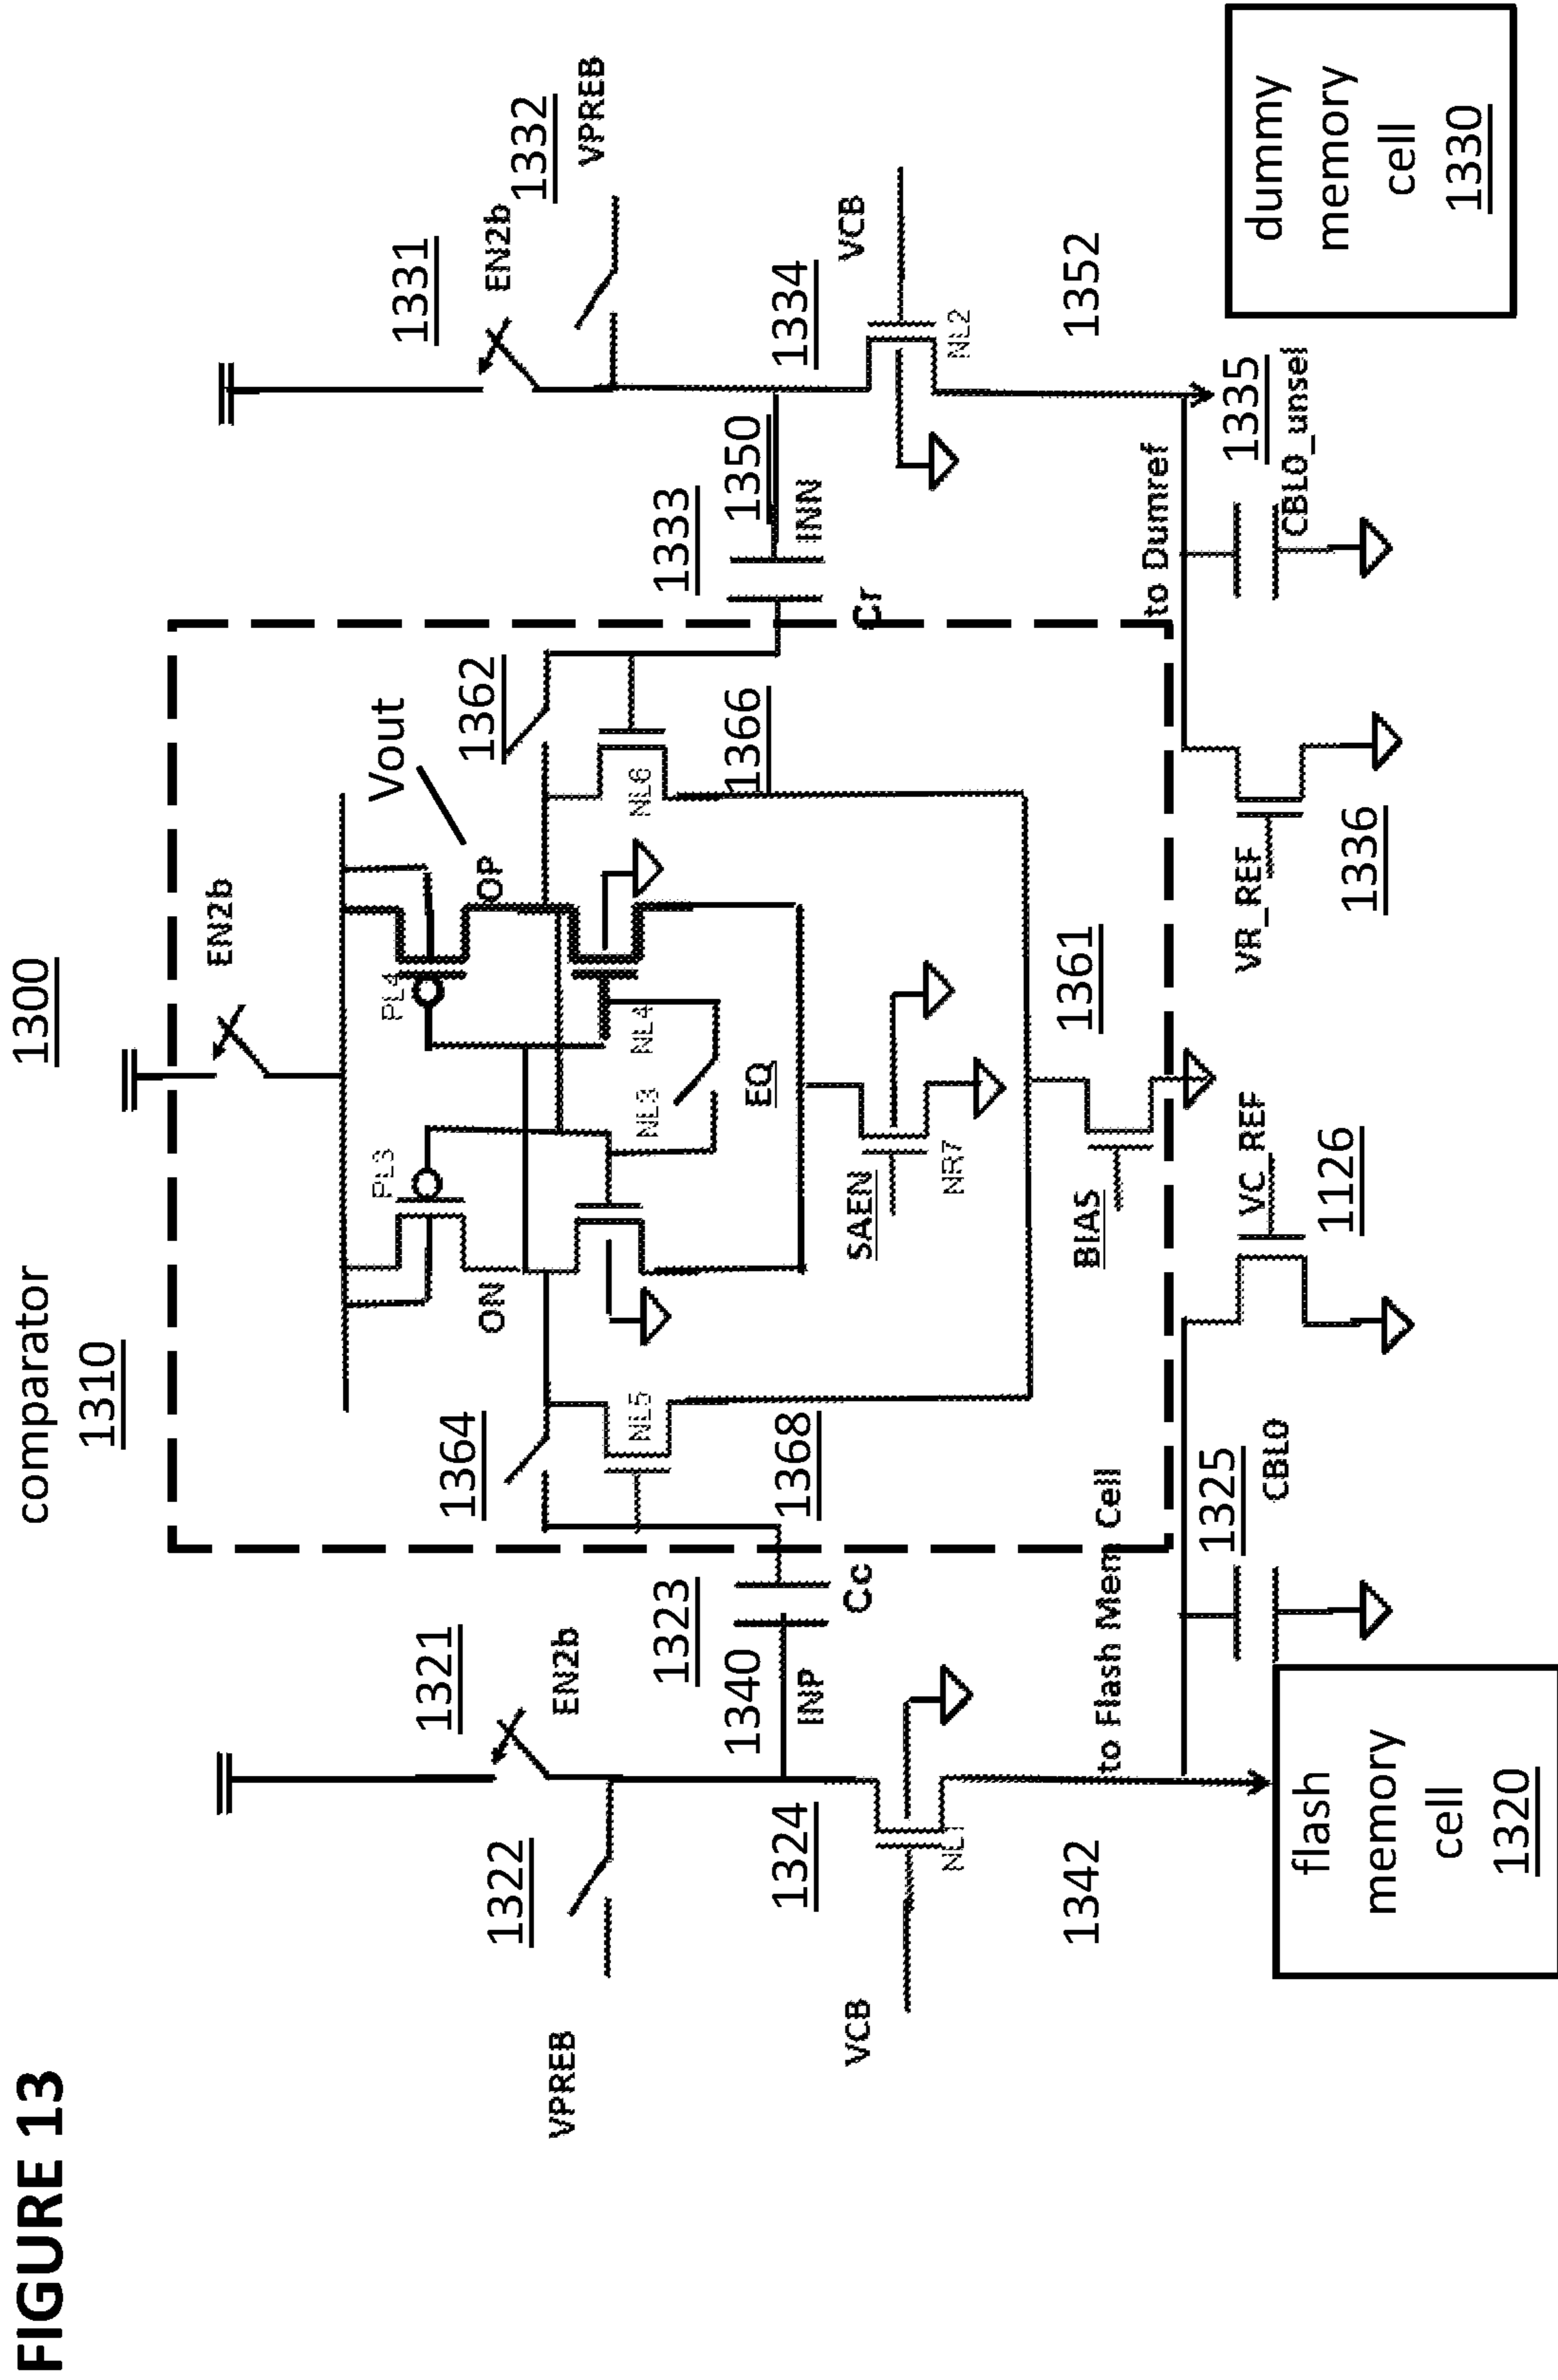 FIGURE 13
1300
comparator
1310
EN2b
1321
EN2b
1322
VPREB
1331
EN2b
1332
VPREB
Vout
PL3
PL4
ON
OP
1364
1362
NL5
NL3
NL4
NL6
1323
1340
INP
Cc
1368
EQ
1366
1333
1350
INN
Cr
1324
VCB
NL1
1334
VCB
NL2
SAEN
NR7
1342
to Flash Mem Cell
BIAS
1361
1352
to Dumref
flash
memory
cell
1320
1325
CBL0
VC_REF
1126
VR_REF
1336
1335
CBL0_unsel
dummy
memory
cell
1330